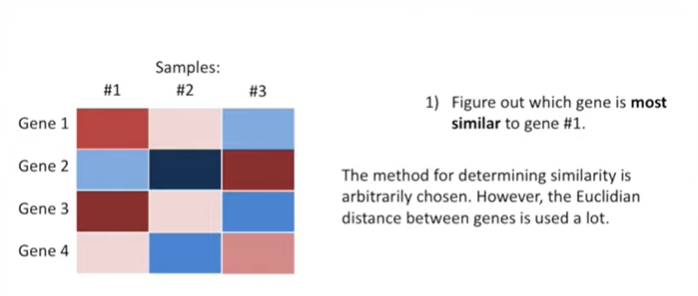 Samples:
#1 #2 #3
Gene 1
Gene 2
Gene 3
Gene 4
1) Figure out which gene is most
similar to gene #1.
The method for determining similarity is
arbitrarily chosen. However, the Euclidian
distance between genes is used a lot.